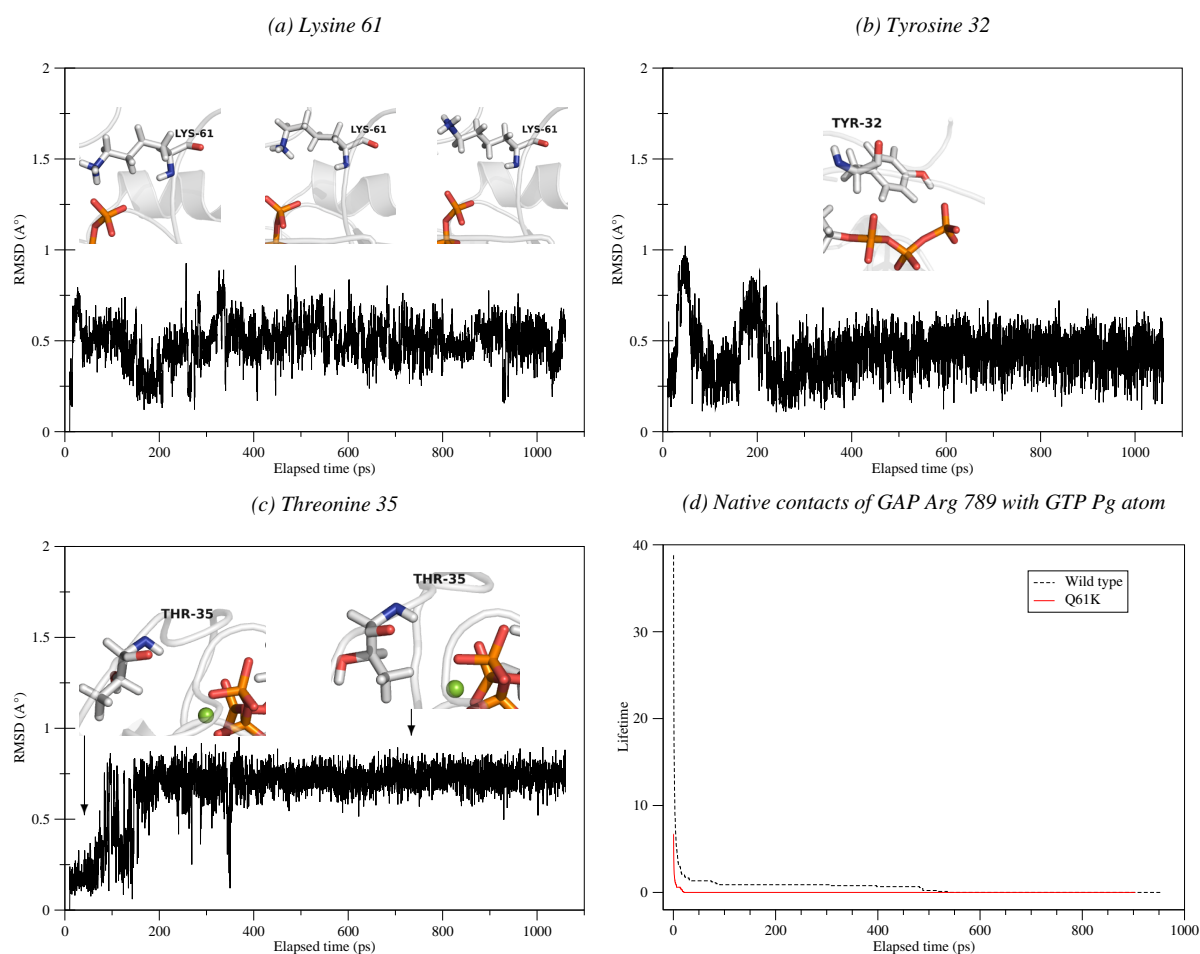 (a) Lysine 61
(b) Tyrosine 32
2
1.5
1
0.5
0
RMSD (A°)
LYS-61
LYS-61
LYS-61
0 200 400 600 800 1000
Elapsed time (ps)
2
1.5
1
0.5
0
RMSD (A°)
TYR-32
0 200 400 600 800 1000
Elapsed time (ps)
(c) Threonine 35
(d) Native contacts of GAP Arg 789 with GTP Pg atom
2
1.5
1
0.5
0
RMSD (A°)
THR-35
THR-35
0 200 400 600 800 1000
Elapsed time (ps)
40
30
20
10
0
Lifetime
Wild type
Q61K
0 200 400 600 800 1000
Elapsed time (ps)